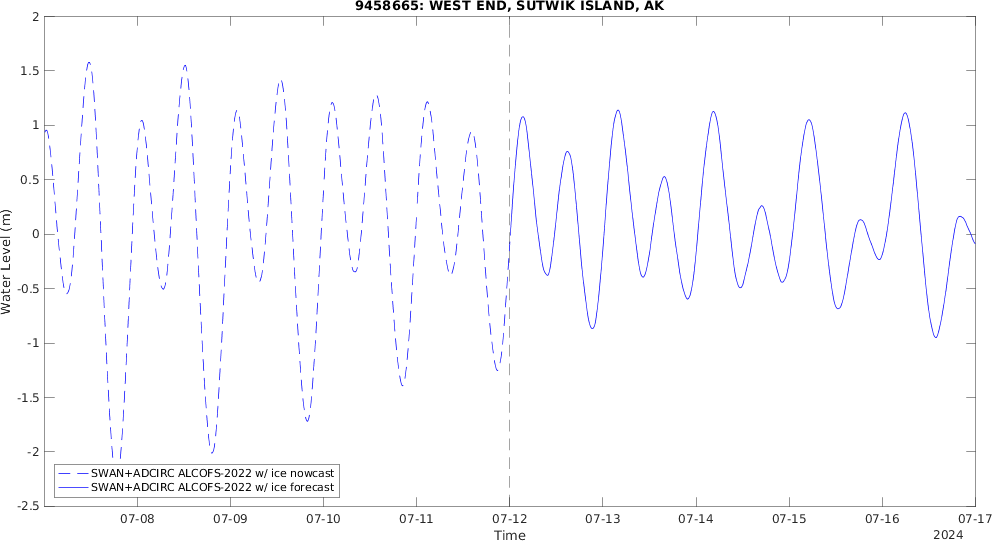 9458665: WEST END, SUTWIK ISLAND, AK
2
1.5
1
0.5
0
-0.5
-1
-1.5
-2
-2.5
Water Level (m)
SWAN+ADCIRC ALCOFS-2022 w/ ice nowcast
SWAN+ADCIRC ALCOFS-2022 w/ ice forecast
07-08 07-09 07-10 07-11 07-12 07-13 07-14 07-15 07-16 07-17
Time
2024